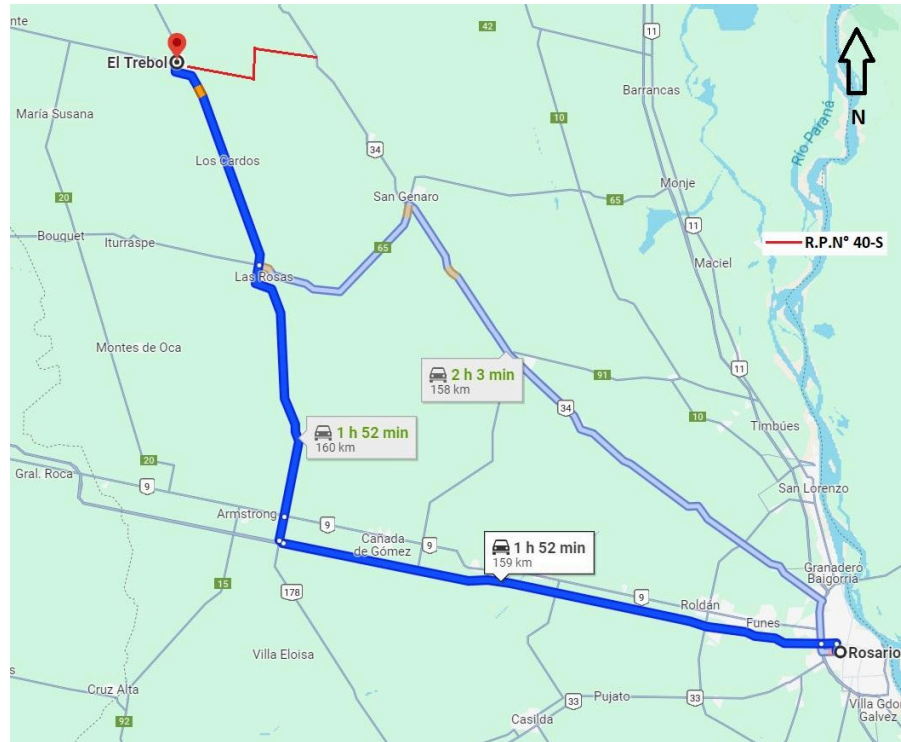 nte
42
11
El Trebol
N
Barrancas
María Susana
10
Río Paraná
34
Los Cardos
San Genaro
Monje
20
65
11
Bouquet
Iturraspe
65
R.P.N° 40-S
Maciel
Las Rosas
Montes de Oca
2 h 3 min
158 km
91
11
34
10
1 h 52 min
160 km
Timbúes
20
Gral. Roca
9
San Lorenzo
Armstrong
9
Cañada
de Gómez
9
1 h 52 min
159 km
Granadero
Baigorria
15
178
9
Roldán
Funes
Rosario
Villa Eloisa
Cruz Alta
Pujato
33
33
Villa Gdor.
Galvez
92
Casilda